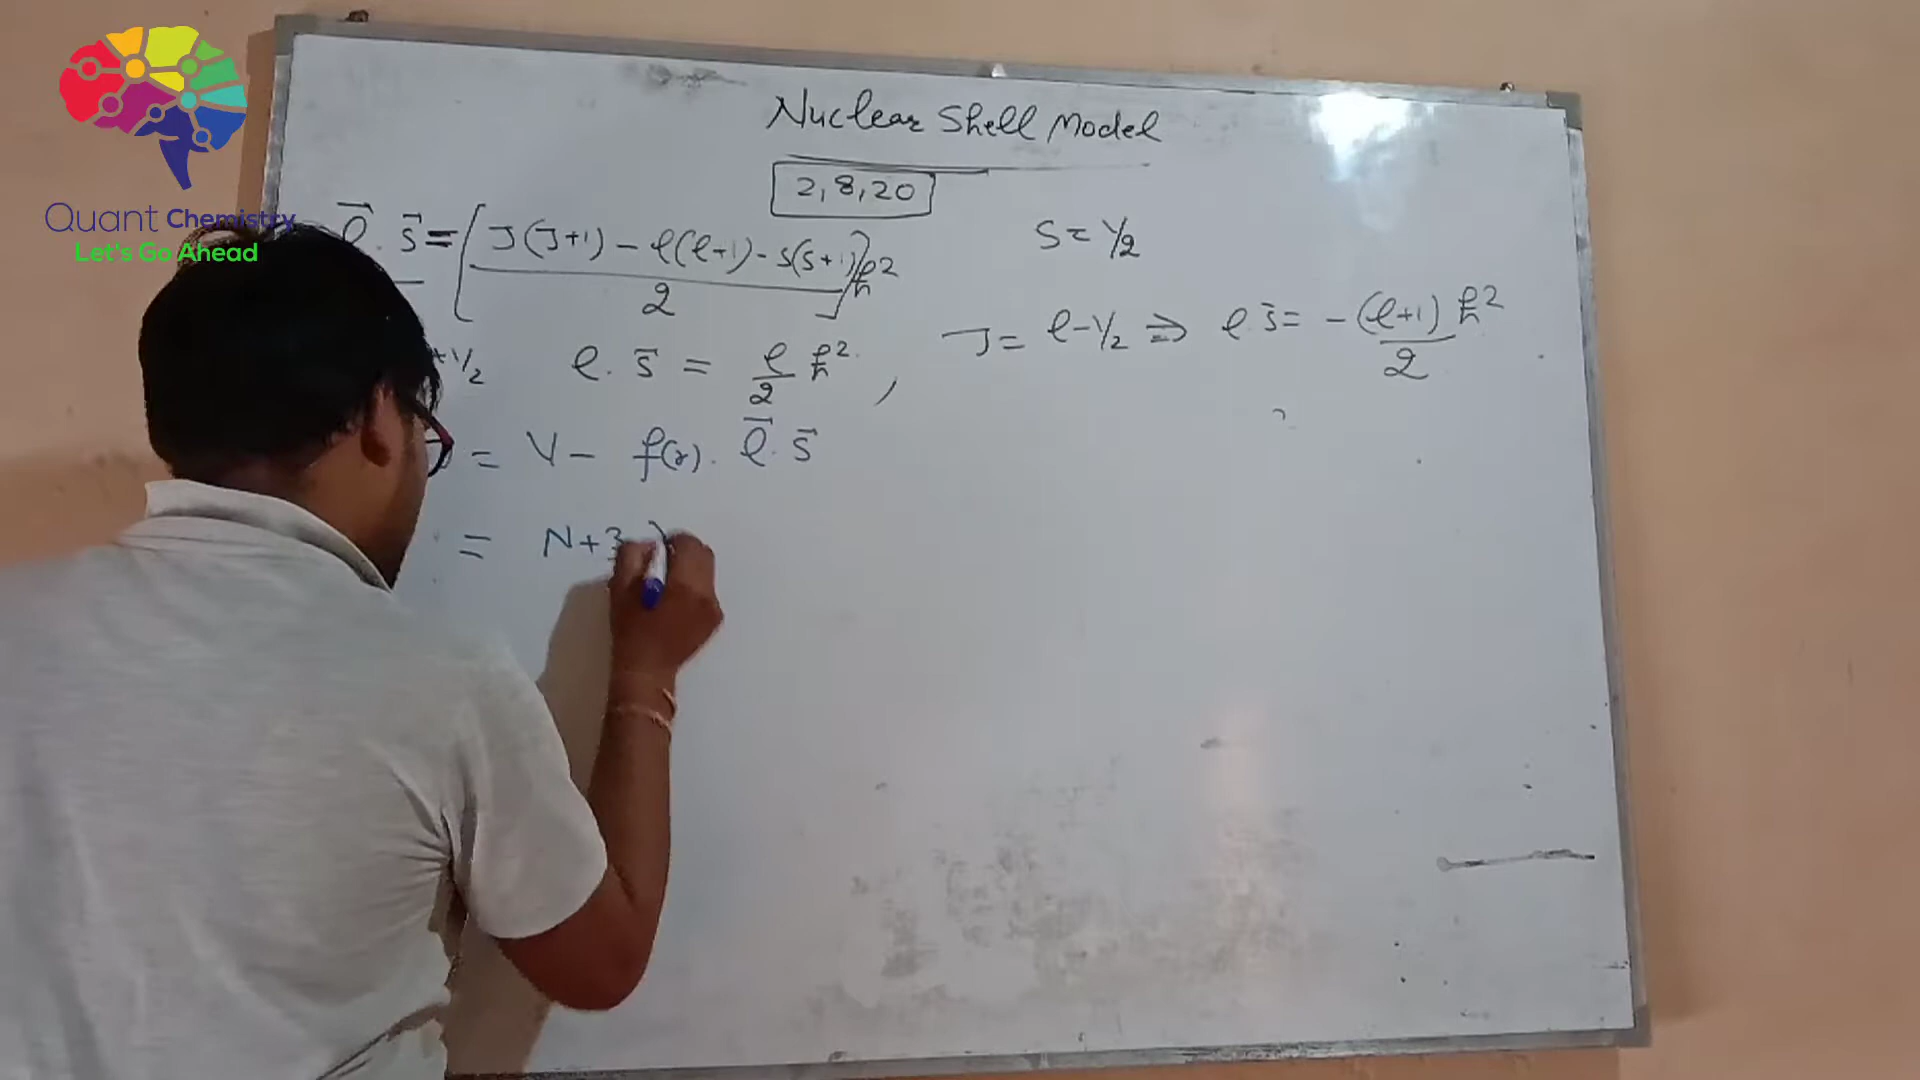 Quant Chemistry
Let's Go Ahead
Nuclear Shell Model
2, 8, 20
ℓ⃗ . s⃗ = [ J(J+1) - ℓ(ℓ+1) - s(s+1) / 2 ] ħ²
S = 1/2
+1/2 ℓ . s⃗ = ℓ/2 ħ² , J = ℓ - 1/2 ⇒ ℓ . s⃗ = -(ℓ+1)/2 ħ²
= V - f(r) . ℓ⃗ . s⃗
= N + 3